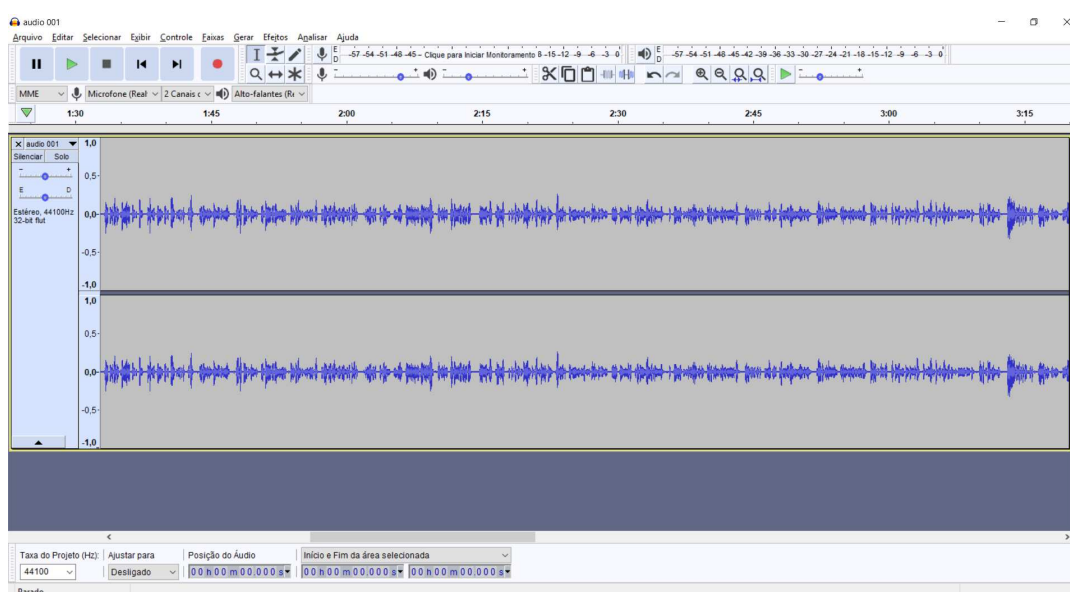 audio 001
Arquivo Editar Selecionar Exibir Controle Faixas Gerar Efeitos Analisar Ajuda
E D -57 -54 -51 -48 -45 - Clique para Iniciar Monitoramento 8 -15 -12 -9 -6 -3 0
E D -57 -54 -51 -48 -45 -42 -39 -36 -33 -30 -27 -24 -21 -18 -15 -12 -9 -6 -3 0
MME Microfone (Real 2 Canais c Alto-falantes (Re
1:30 1:45 2:00 2:15 2:30 2:45 3:00 3:15
audio 001
Silenciar Solo
- +
E D
Estéreo, 44100Hz
32-bit flut
1,0
0,5
0,0
-0,5
-1,0
1,0
0,5
0,0
-0,5
-1,0
Taxa do Projeto (Hz): Ajustar para Posição do Áudio Início e Fim da área selecionada
44100 Desligado 00 h 00 m 00,000 s 00 h 00 m 00,000 s 00 h 00 m 00,000 s
Parado.